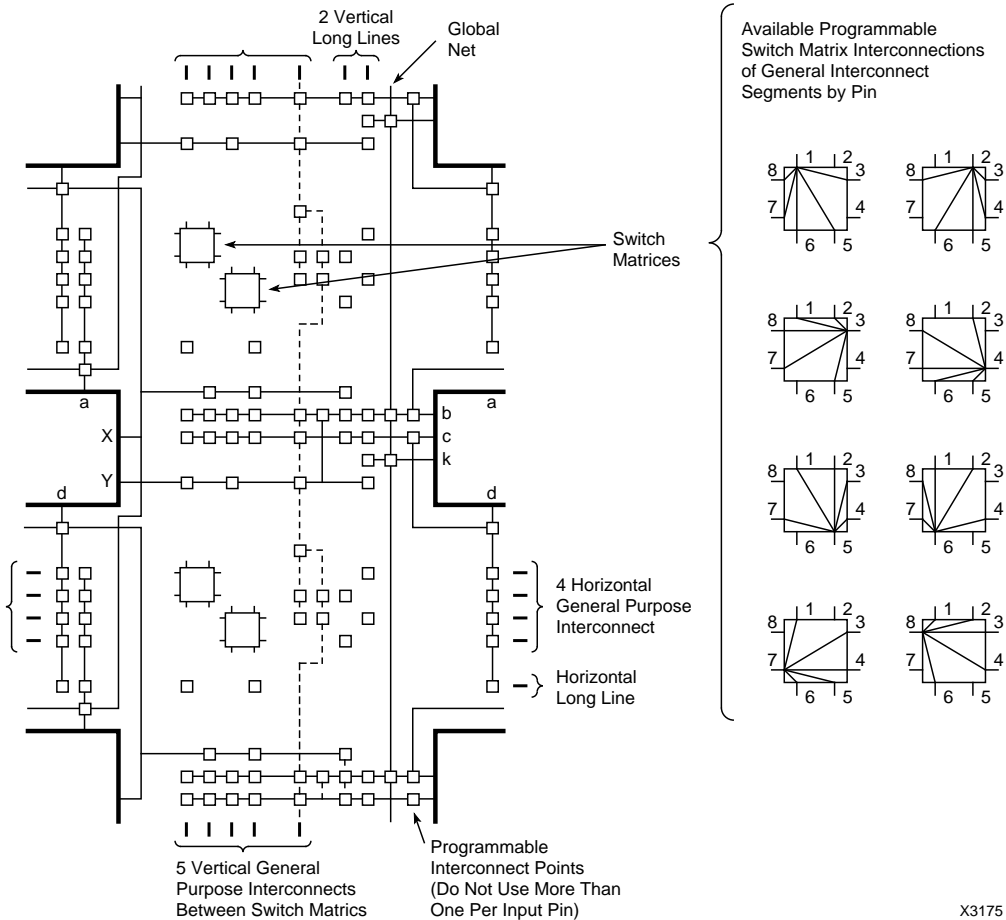 2 Vertical
Long Lines
Global
Net
Available Programmable
Switch Matrix Interconnections
of General Interconnect
Segments by Pin
1 2
8 3
7 4
6 5
1 2
8 3
7 4
6 5
Switch
Matrices
1 2
8 3
7 4
6 5
1 2
8 3
7 4
6 5
a
a
b
X
c
k
Y
d
d
1 2
8 3
7 4
6 5
1 2
8 3
7 4
6 5
4 Horizontal
General Purpose
Interconnect
1 2
8 3
7 4
6 5
1 2
8 3
7 4
6 5
Horizontal
Long Line
5 Vertical General
Purpose Interconnects
Between Switch Matrics
Programmable
Interconnect Points
(Do Not Use More Than
One Per Input Pin)
X3175